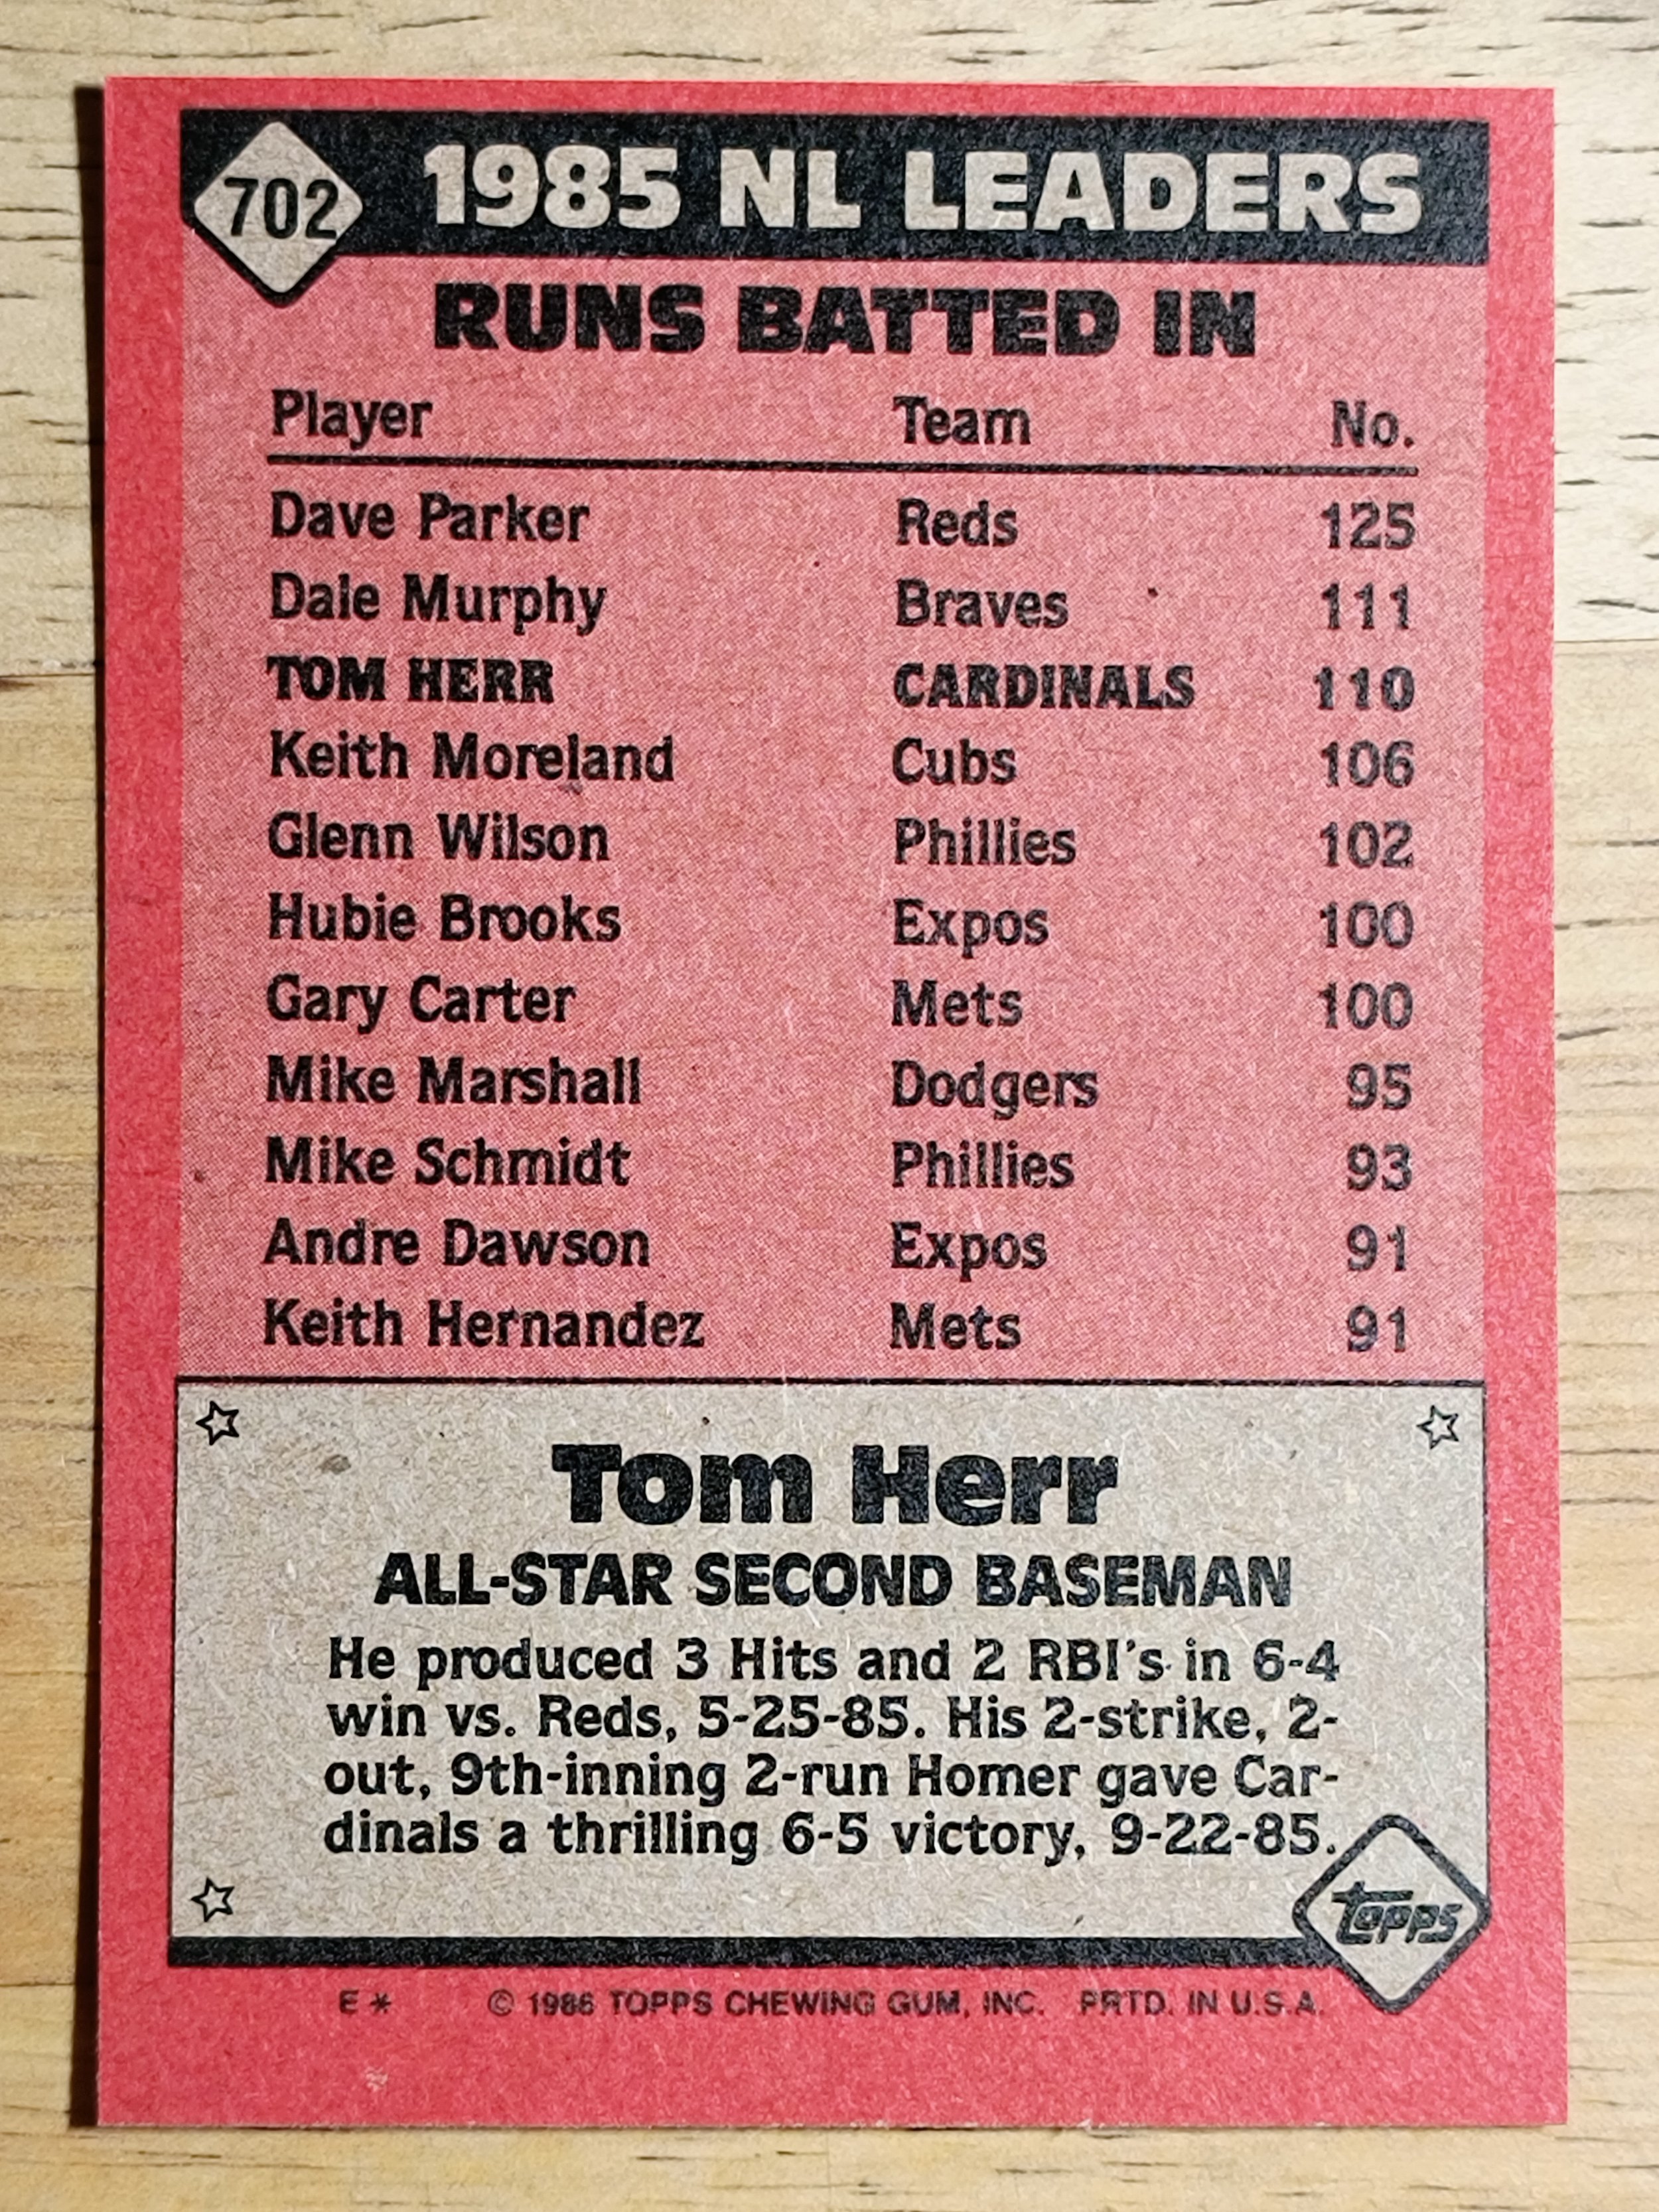 702 1985 NL LEADERS
RUNS BATTED IN
Player Team No.
Dave Parker Reds 125
Dale Murphy Braves 111
TOM HERR CARDINALS 110
Keith Moreland Cubs 106
Glenn Wilson Phillies 102
Hubie Brooks Expos 100
Gary Carter Mets 100
Mike Marshall Dodgers 95
Mike Schmidt Phillies 93
Andre Dawson Expos 91
Keith Hernandez Mets 91
Tom Herr
ALL-STAR SECOND BASEMAN
He produced 3 Hits and 2 RBI's in 6-4
win vs. Reds, 5-25-85. His 2-strike, 2-
out, 9th-inning 2-run Homer gave Car-
dinals a thrilling 6-5 victory, 9-22-85.
topps
E * © 1986 TOPPS CHEWING GUM, INC. PRTD. IN U.S.A.